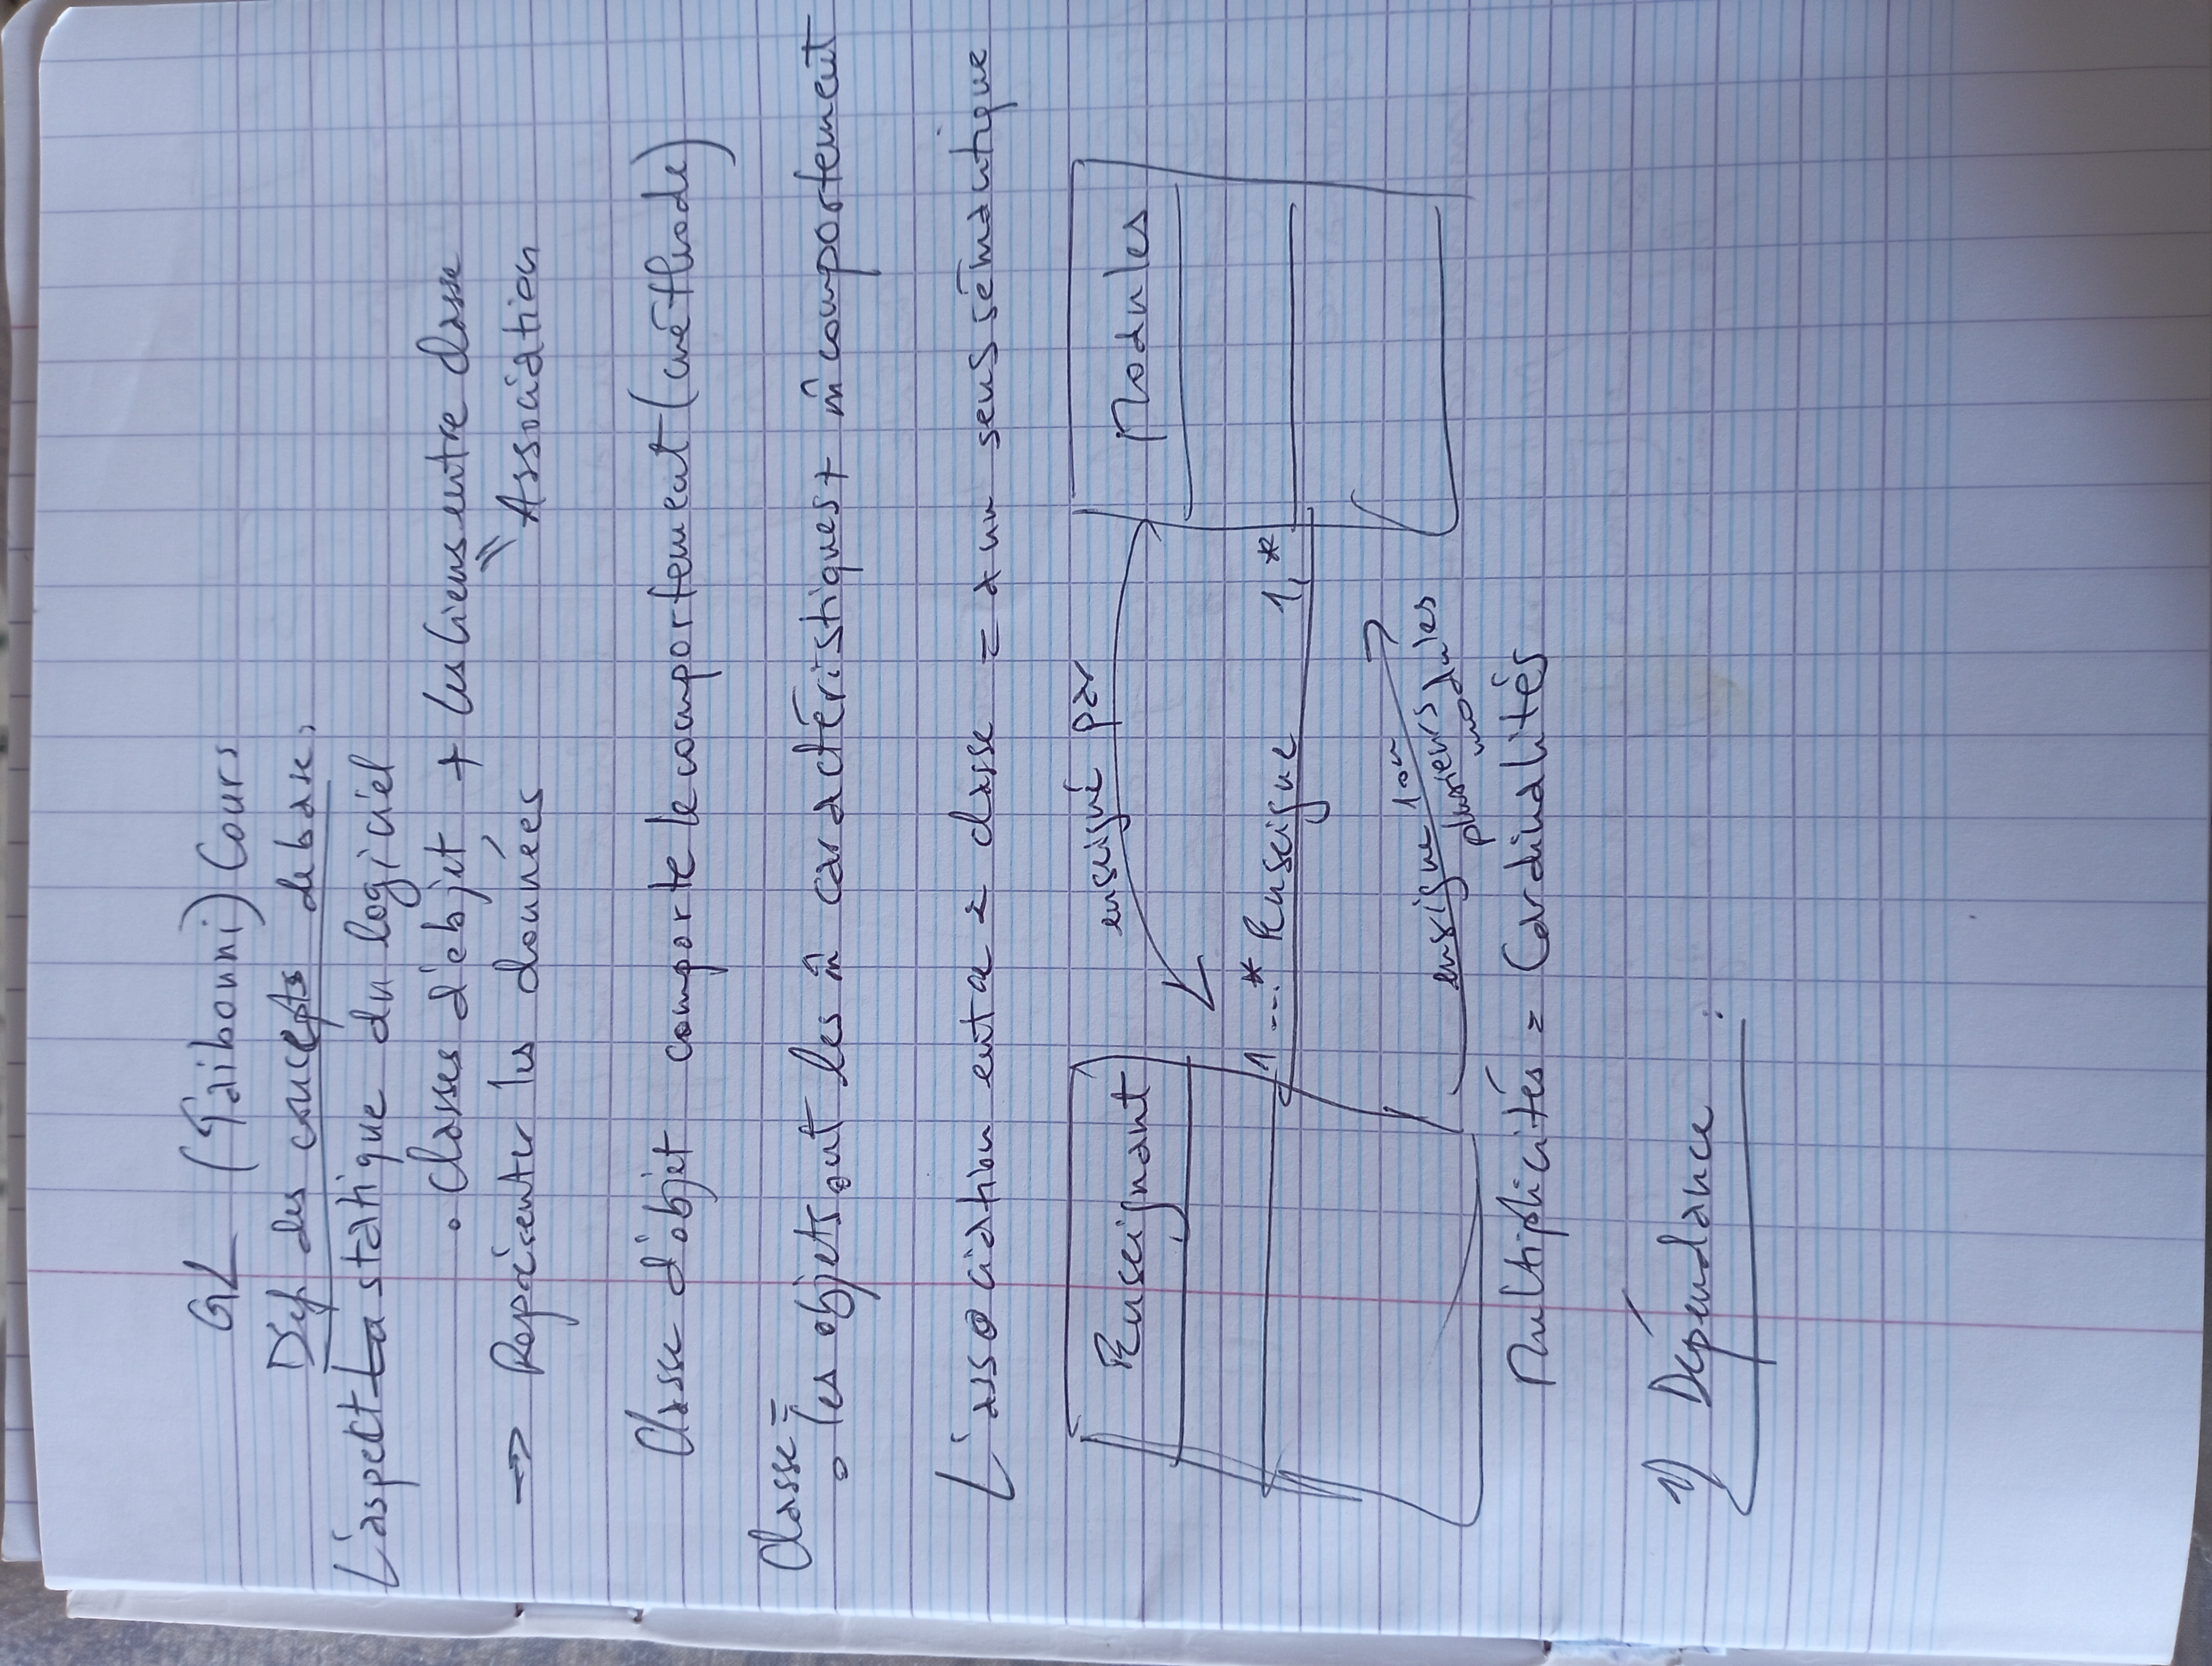 GL (Taibouni) Cours
Def des concepts de base,
L'aspect La statique du logiciel
• Classes d'objet + les liens entre classe
" Association
→ Représenter les données
Classe d'objet comporte le comportement (méthode)
Classe =
• les objets ont les m̂ caractéristiques + m̂ comportement
L'association entre 2 classe = a un sens sémantique
enseigné par
Enseignant
Modules
1...* Enseigne 1,*
enseigne 1 ou
plusieurs modules
Multiplicités = Cardinalités
1) Dépendance :